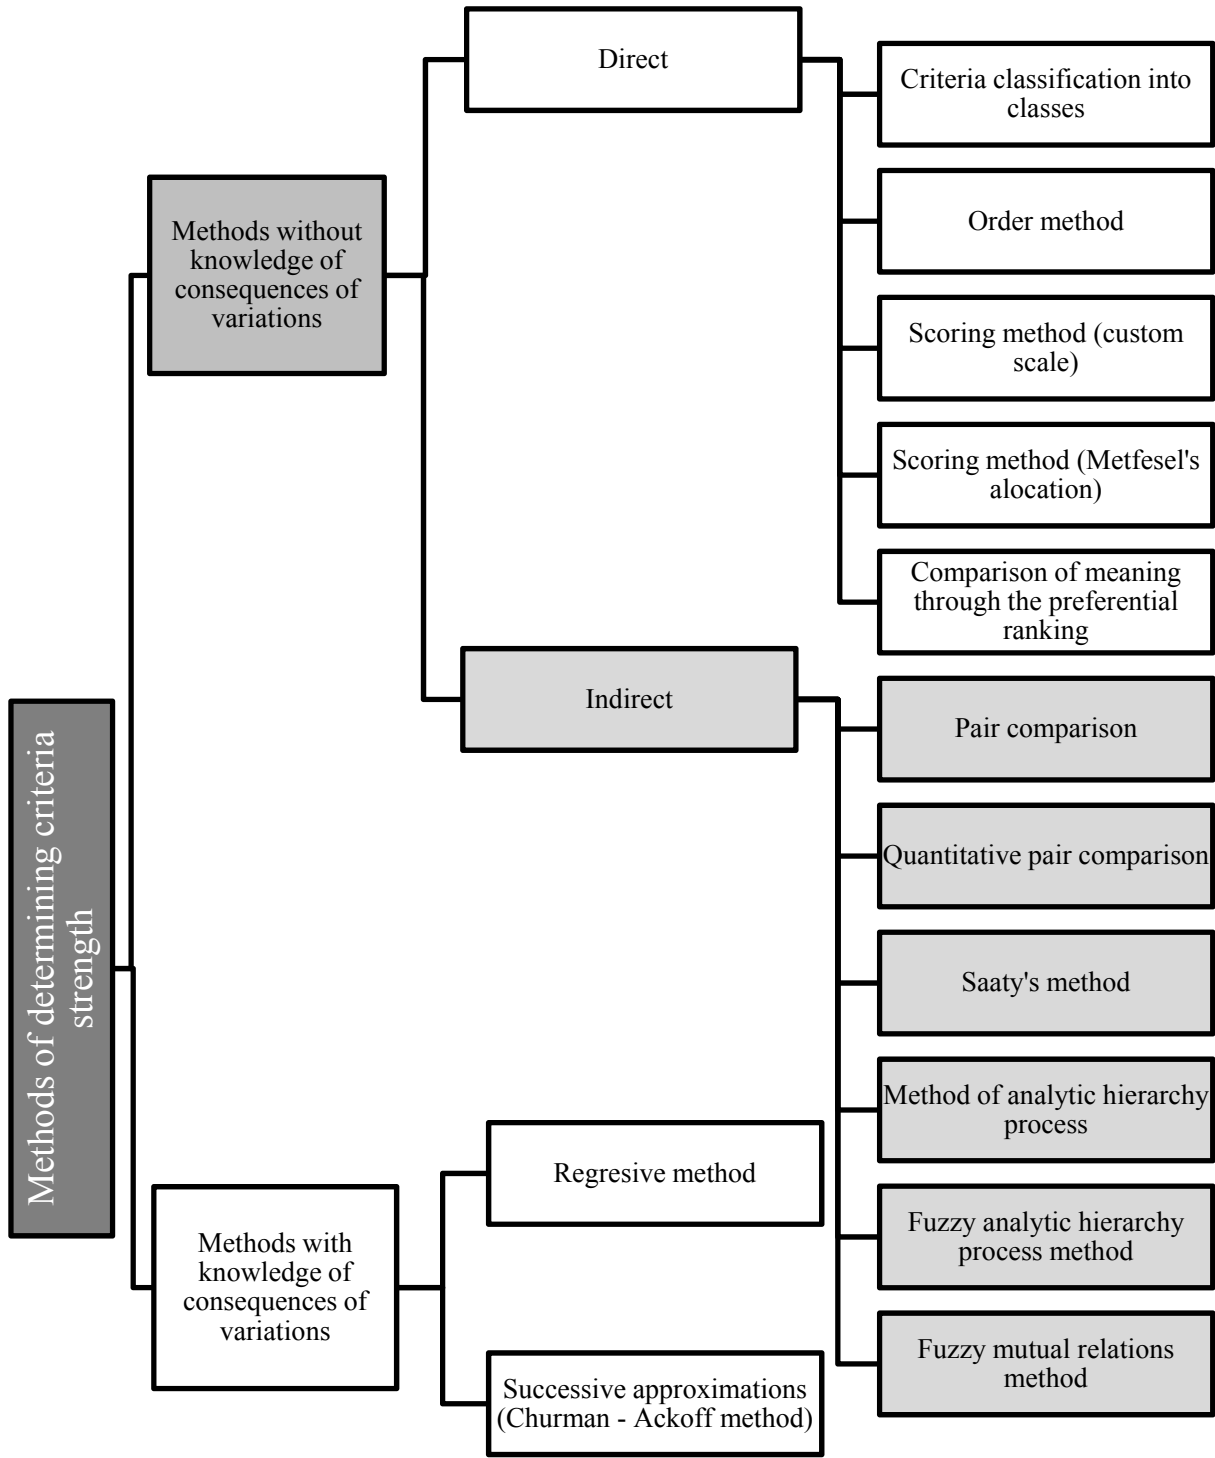 Methods of determining criteria
strength
Methods without
knowledge of
consequences of
variations
Direct
Criteria classification into
classes
Order method
Scoring method (custom
scale)
Scoring method (Metfesel's
alocation)
Comparison of meaning
through the preferential
ranking
Indirect
Pair comparison
Quantitative pair comparison
Saaty's method
Method of analytic hierarchy
process
Fuzzy analytic hierarchy
process method
Fuzzy mutual relations
method
Methods with
knowledge of
consequences of
variations
Regresive method
Successive approximations
(Churman - Ackoff method)